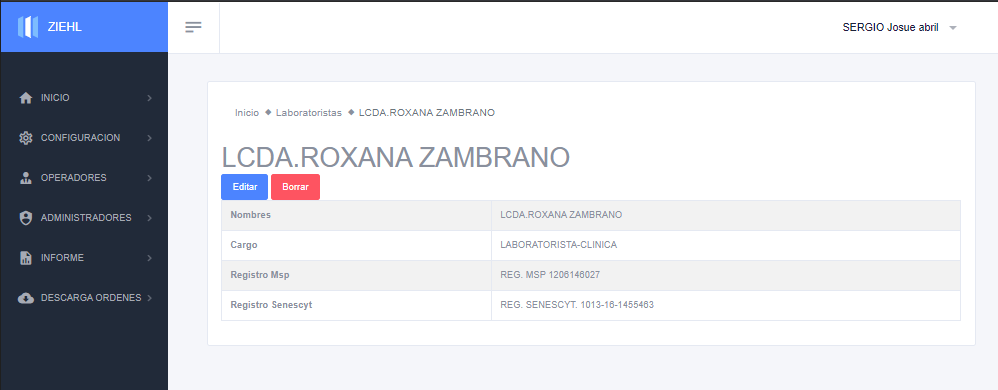 ZIEHL
SERGIO Josue abril
INICIO
CONFIGURACION
OPERADORES
ADMINISTRADORES
INFORME
DESCARGA ORDENES
Inicio ◆ Laboratoristas ◆ LCDA.ROXANA ZAMBRANO
LCDA.ROXANA ZAMBRANO
Editar Borrar
Nombres LCDA.ROXANA ZAMBRANO
Cargo LABORATORISTA-CLINICA
Registro Msp REG. MSP 1206146027
Registro Senescyt REG. SENESCYT. 1013-16-1455463